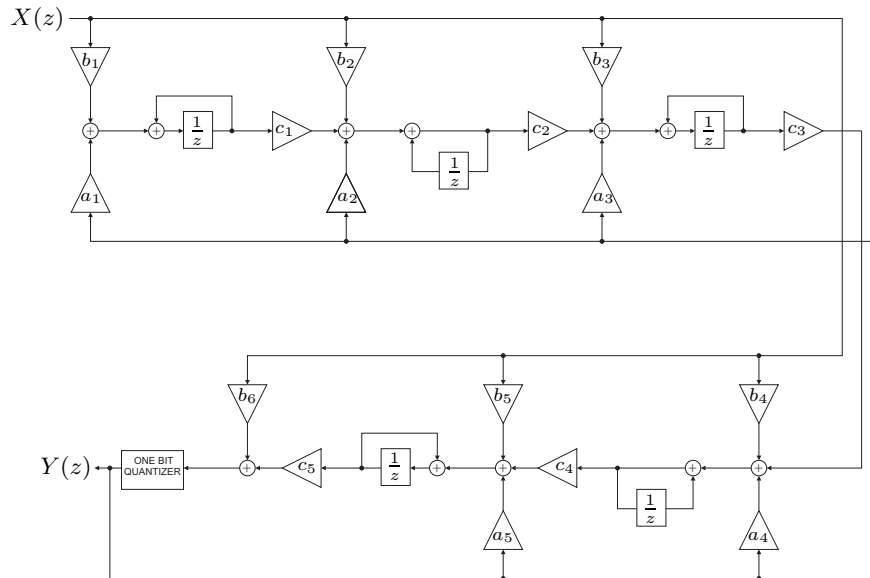 X(z)
b₁ b₂ b₃
+ + + + + +
1/z c₁ c₂ 1/z c₃
1/z
a₁ a₂ a₃
b₆ b₅ b₄
Y(z) ONE BIT QUANTIZER + c₅ 1/z + + c₄ + +
1/z
a₅ a₄